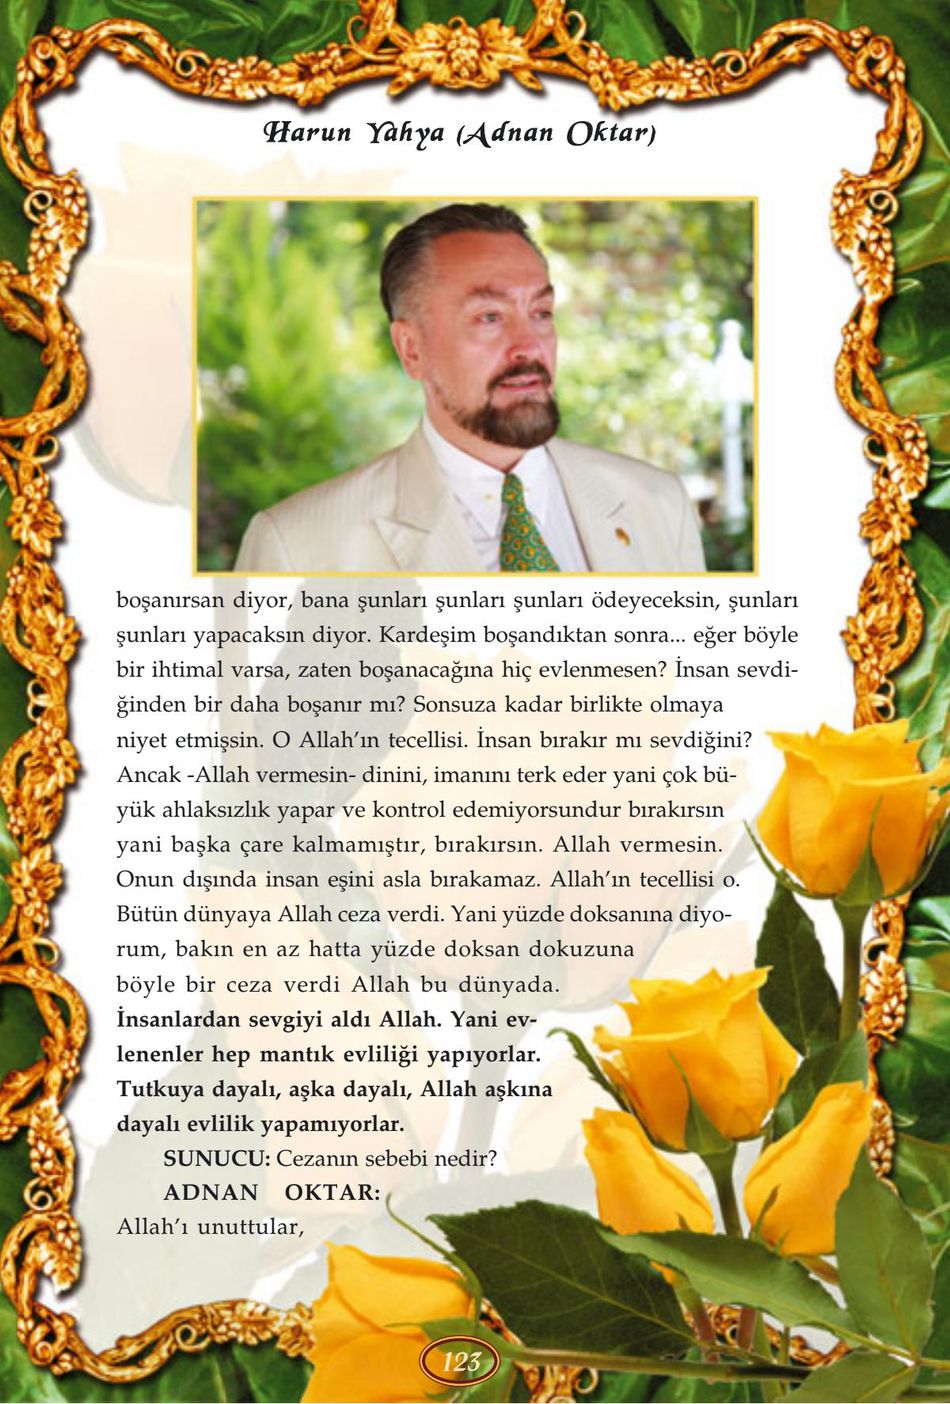 Harun Yahya (Adnan Oktar)
boşanırsan diyor, bana şunları şunları şunları ödeyeceksin, şunları
şunları yapacaksın diyor. Kardeşim boşandıktan sonra... eğer böyle
bir ihtimal varsa, zaten boşanacağına hiç evlenmesen? İnsan sevdi-
ğinden bir daha boşanır mı? Sonsuza kadar birlikte olmaya
niyet etmişsin. O Allah’ın tecellisi. İnsan bırakır mı sevdiğini?
Ancak -Allah vermesin- dinini, imanını terk eder yani çok bü-
yük ahlaksızlık yapar ve kontrol edemiyorsundur bırakırsın
yani başka çare kalmamıştır, bırakırsın. Allah vermesin.
Onun dışında insan eşini asla bırakamaz. Allah’ın tecellisi o.
Bütün dünyaya Allah ceza verdi. Yani yüzde doksanına diyo-
rum, bakın en az hatta yüzde doksan dokuzuna
böyle bir ceza verdi Allah bu dünyada.
İnsanlardan sevgiyi aldı Allah. Yani ev-
lenenler hep mantık evliliği yapıyorlar.
Tutkuya dayalı, aşka dayalı, Allah aşkına
dayalı evlilik yapamıyorlar.
SUNUCU: Cezanın sebebi nedir?
ADNAN OKTAR:
Allah’ı unuttular,
123